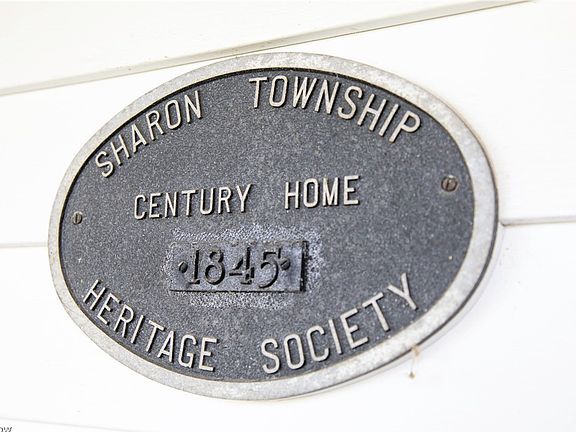 SHARON TOWNSHIP
CENTURY HOME
1845
HERITAGE SOCIETY